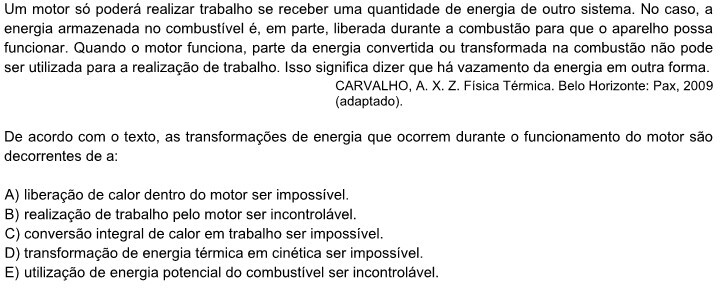 Um motor só poderá realizar trabalho se receber uma quantidade de energia de outro sistema. No caso, a
energia armazenada no combustível é, em parte, liberada durante a combustão para que o aparelho possa
funcionar. Quando o motor funciona, parte da energia convertida ou transformada na combustão não pode
ser utilizada para a realização de trabalho. Isso significa dizer que há vazamento da energia em outra forma.
CARVALHO, A. X. Z. Física Térmica. Belo Horizonte: Pax, 2009
(adaptado).
De acordo com o texto, as transformações de energia que ocorrem durante o funcionamento do motor são
decorrentes de a:
A) liberação de calor dentro do motor ser impossível.
B) realização de trabalho pelo motor ser incontrolável.
C) conversão integral de calor em trabalho ser impossível.
D) transformação de energia térmica em cinética ser impossível.
E) utilização de energia potencial do combustível ser incontrolável.